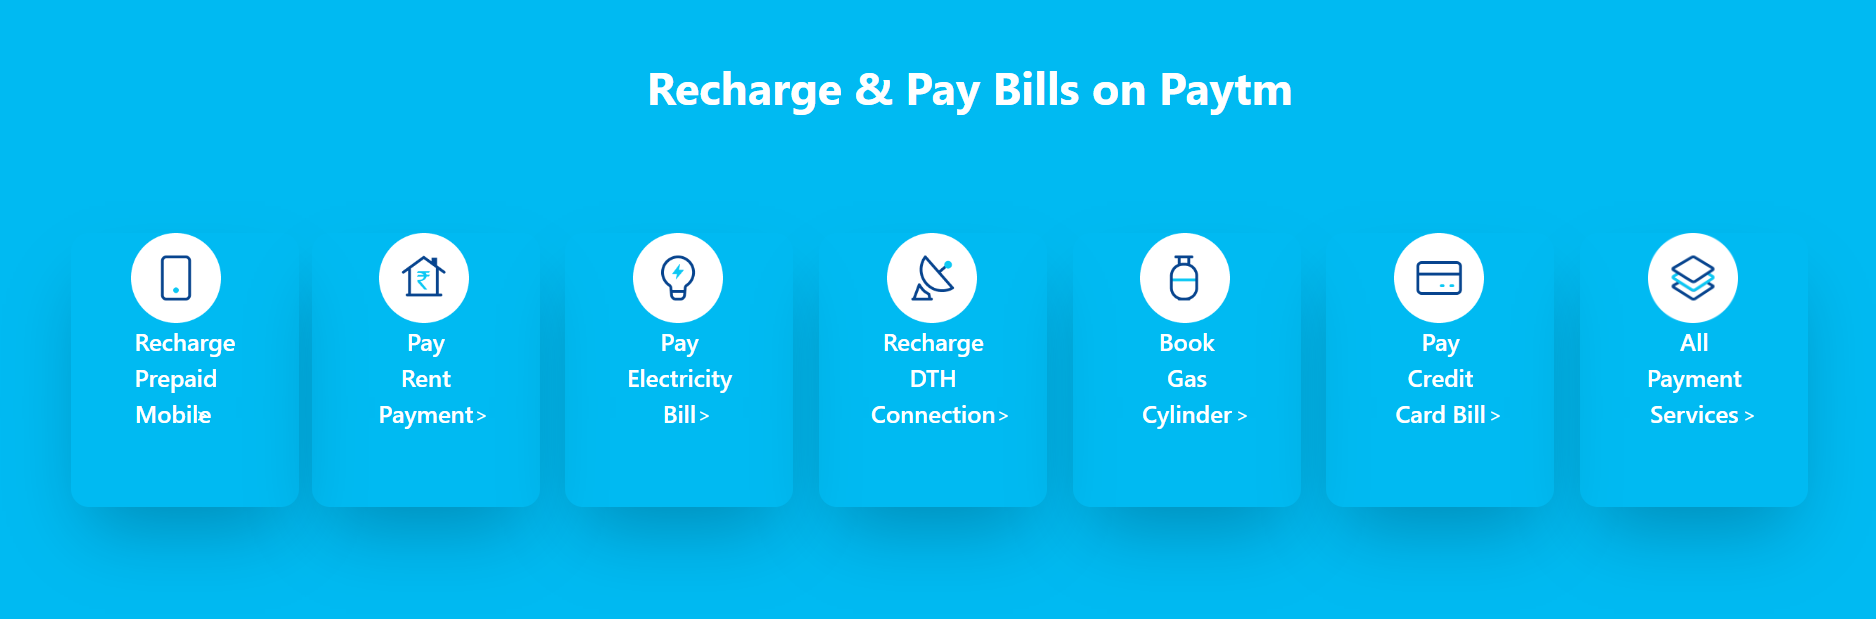 Recharge & Pay Bills on Paytm
₹
Recharge
Prepaid
Mobile >
Pay
Rent
Payment >
Pay
Electricity
Bill >
Recharge
DTH
Connection >
Book
Gas
Cylinder >
Pay
Credit
Card Bill >
All
Payment
Services >